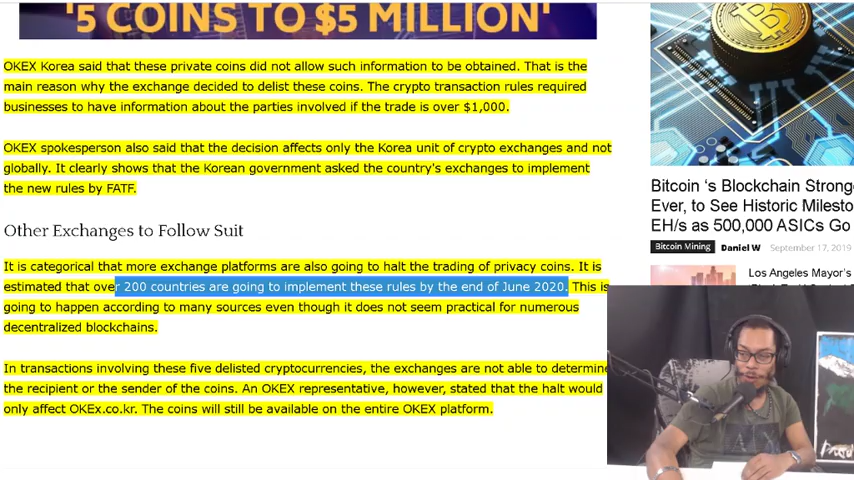 '5 COINS TO $5 MILLION'
OKEX Korea said that these private coins did not allow such information to be obtained. That is the
main reason why the exchange decided to delist these coins. The crypto transaction rules required
businesses to have information about the parties involved if the trade is over $1,000.
OKEX spokesperson also said that the decision affects only the Korea unit of crypto exchanges and not
globally. It clearly shows that the Korean government asked the country's exchanges to implement
the new rules by FATF.
Other Exchanges to Follow Suit
It is categorical that more exchange platforms are also going to halt the trading of privacy coins. It is
estimated that over 200 countries are going to implement these rules by the end of June 2020. This is
going to happen according to many sources even though it does not seem practical for numerous
decentralized blockchains.
In transactions involving these five delisted cryptocurrencies, the exchanges are not able to determine
the recipient or the sender of the coins. An OKEX representative, however, stated that the halt would
only affect OKEx.co.kr. The coins will still be available on the entire OKEX platform.
Bitcoin 's Blockchain Strong
Ever, to See Historic Milesto
EH/s as 500,000 ASICs Go
Bitcoin Mining Daniel W September 17, 2019
Los Angeles Mayor's